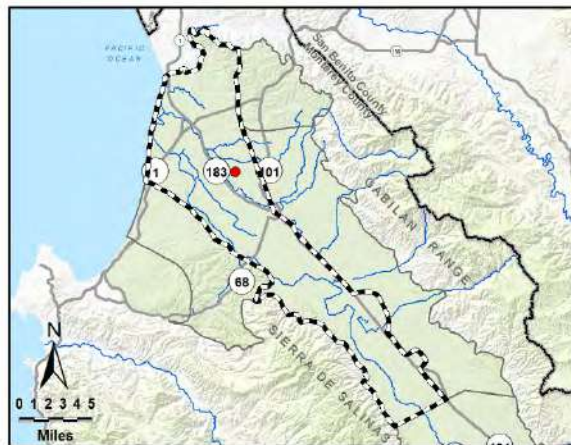 1
PACIFIC
OCEAN
San Benito County
Monterey County
1
183
101
GABILAN RANGE
68
SIERRA DE SALINAS
N
0 1 2 3 4 5
Miles